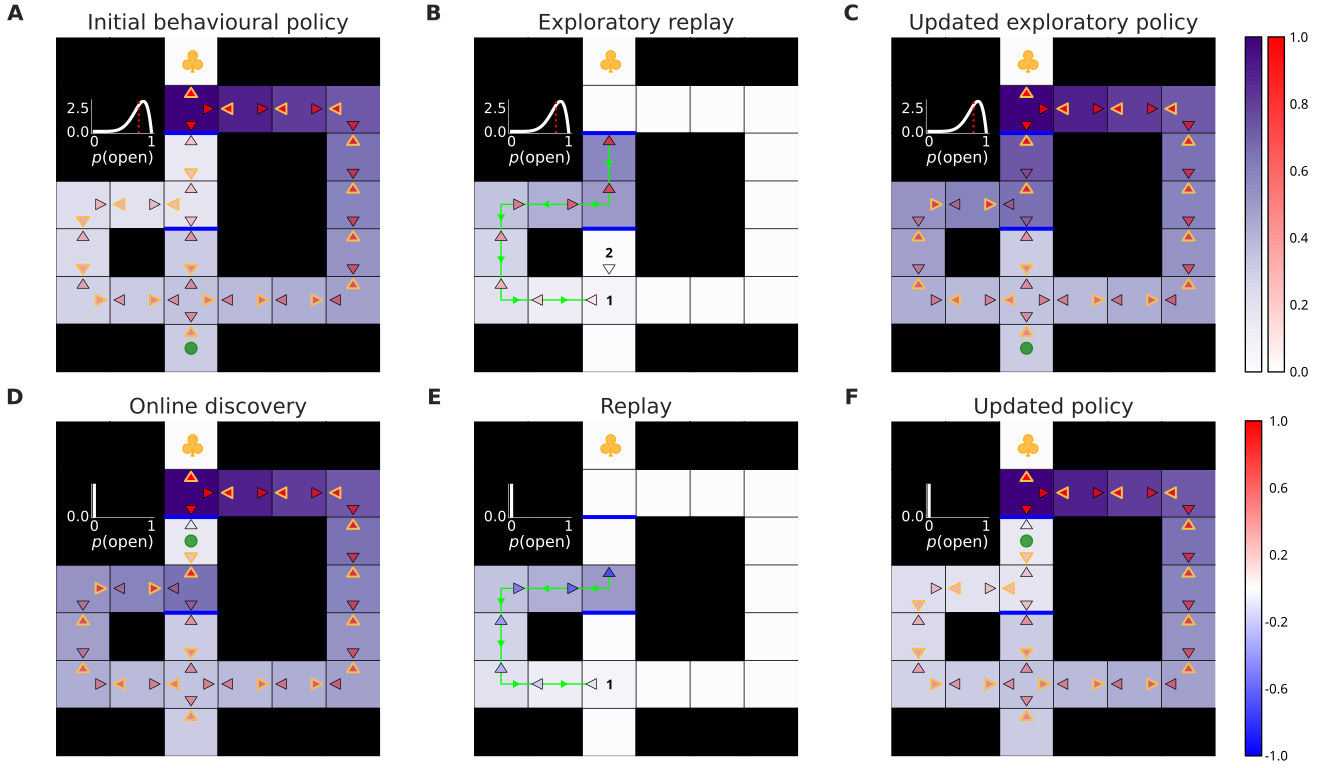 A Initial behavioural policy
2.5
0.0
0 1
p(open)
B Exploratory replay
2.5
0.0
0 1
p(open)
2
1
C Updated exploratory policy
2.5
0.0
0 1
p(open)
1.0
0.8
0.6
0.4
0.2
0.0
D Online discovery
0.0
0 1
p(open)
E Replay
0.0
0 1
p(open)
1
F Updated policy
0.0
0 1
p(open)
1.0
0.6
0.2
-0.2
-0.6
-1.0